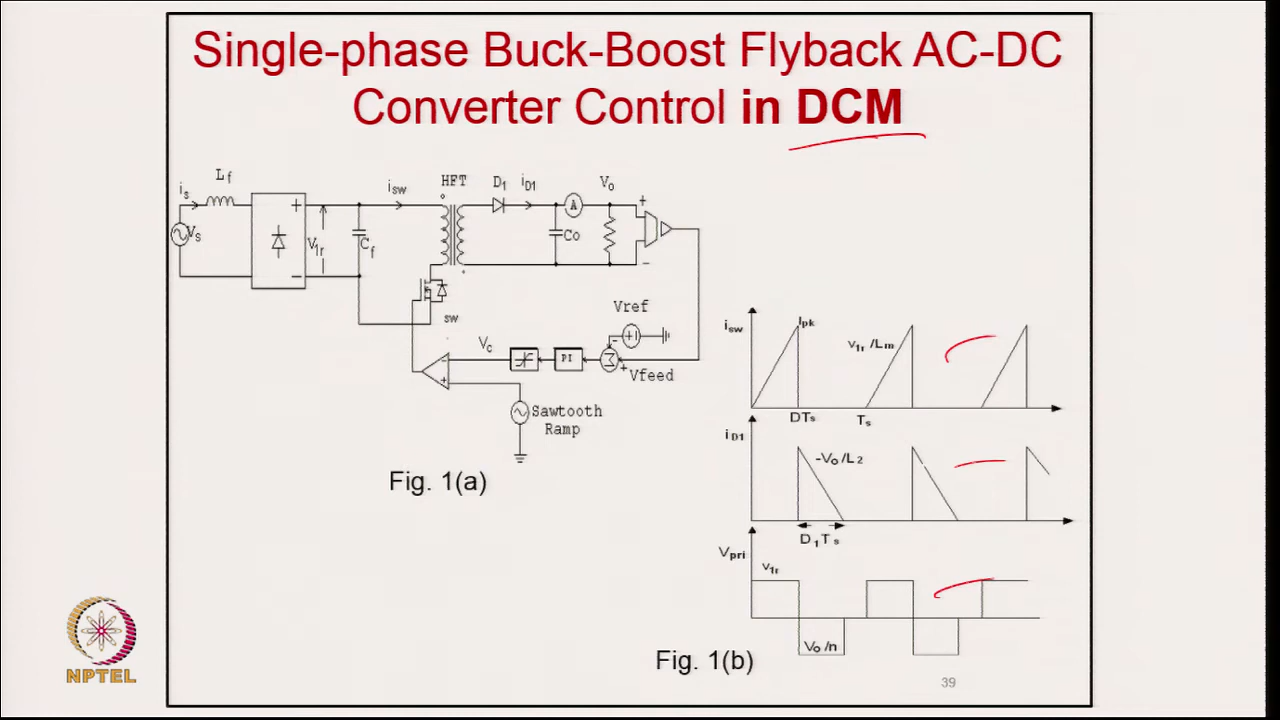 Single-phase Buck-Boost Flyback AC-DC
Converter Control in DCM
Lf
HFT
D1
iD1
Vo
is
isw
A
+
+
Vs
V1r
Cf
Co
−
−
sw
Vref
Vc
PI
Σ
+
−
+
-
+
Vfeed
Sawtooth
Ramp
Fig. 1(a)
isw
Ipk
V1r/Lm
DTs
Ts
iD1
-Vo/L2
D1Ts
Vpri
V1r
Vo/n
Fig. 1(b)
39
NPTEL